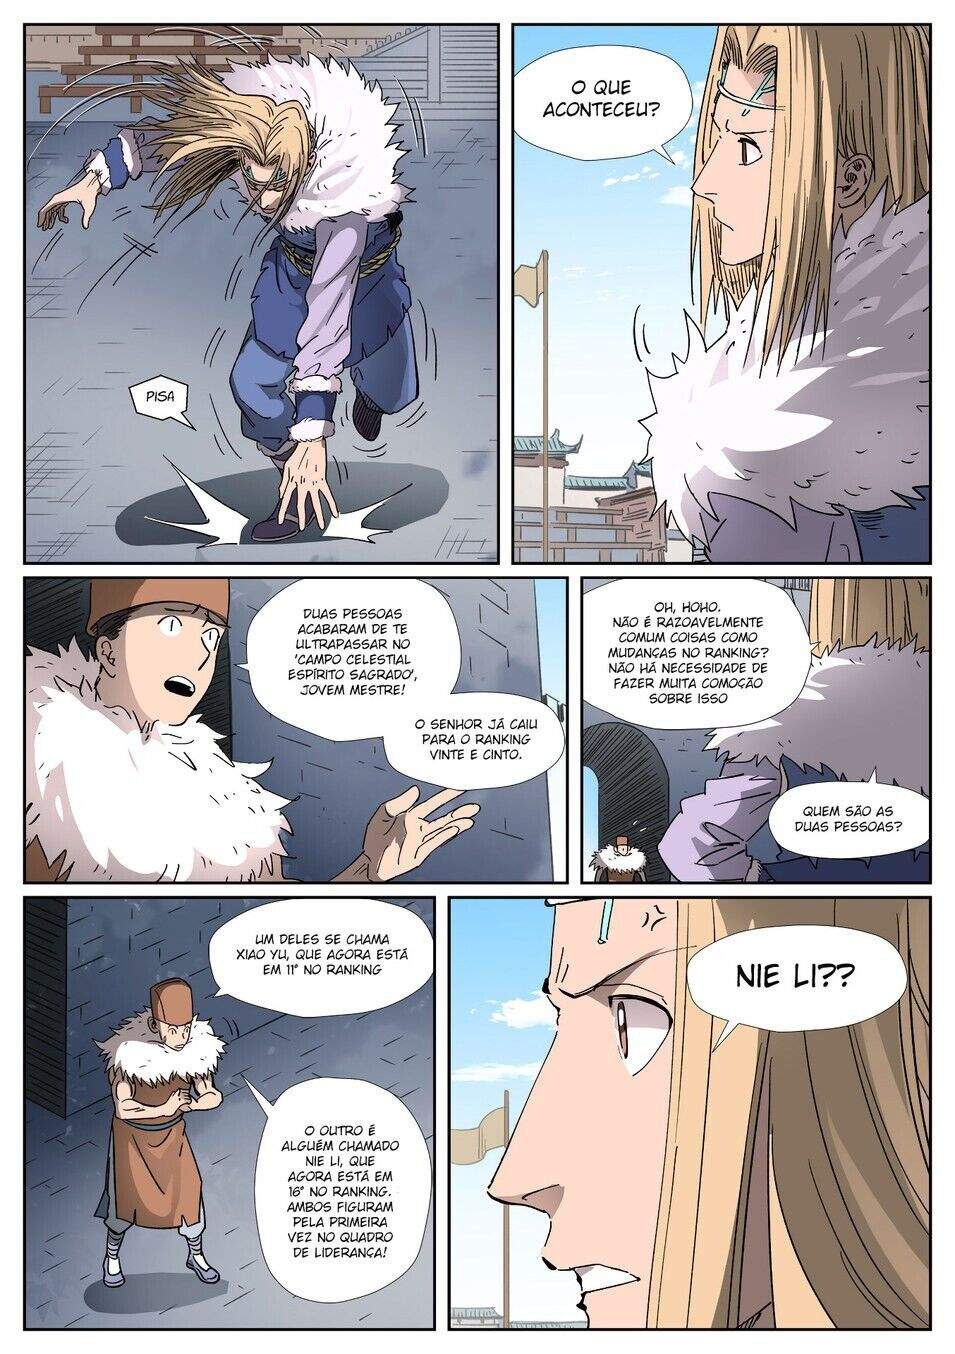 PISA
O QUE
ACONTECEU?
DUAS PESSOAS
ACABARAM DE TE
ULTRAPASSAR NO
'CAMPO CELESTIAL
ESPÍRITO SAGRADO',
JOVEM MESTRE!
O SENHOR JÁ CAIU
PARA O RANKING
VINTE E CINTO.
OH, HOHO.
NÃO É RAZOAVELMENTE
COMUM COISAS COMO
MUDANÇAS NO RANKING?
NÃO HÁ NECESSIDADE DE
FAZER MUITA COMOÇÃO
SOBRE ISSO
QUEM SÃO AS
DUAS PESSOAS?
UM DELES SE CHAMA
XIAO YU, QUE AGORA ESTÁ
EM 11° NO RANKING
O OUTRO É
ALGUÉM CHAMADO
NIE LI, QUE
AGORA ESTÁ EM
16° NO RANKING.
AMBOS FIGURAM
PELA PRIMEIRA
VEZ NO QUADRO
DE LIDERANÇA!
NIE LI??